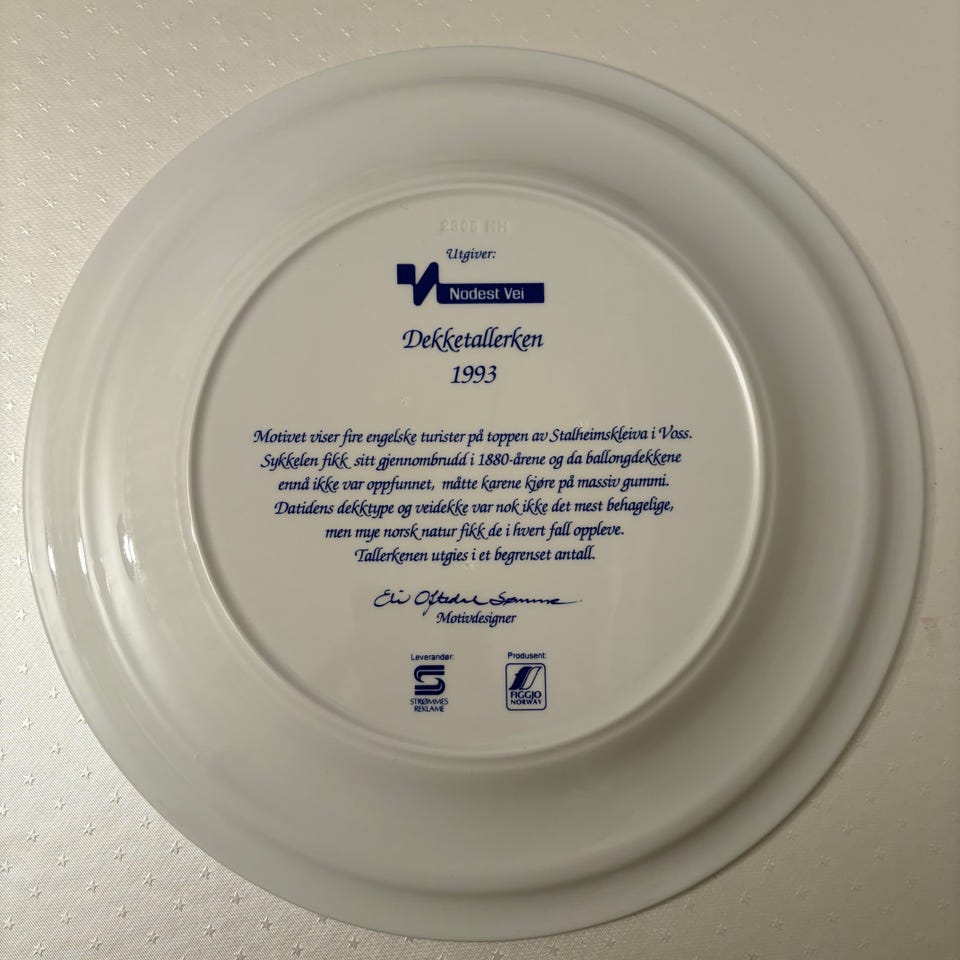 Utgiver:
Nodest Vei
Dekketallerken
1993
Motivet viser fire engelske turister på toppen av Stalheimskleiva i Voss.
Sykkelen fikk sitt gjennombrudd i 1880-årene og da ballongdekkene
ennå ikke var oppfunnet, måtte karene kjøre på massiv gummi.
Datidens dekktype og veidekke var nok ikke det mest behagelige,
men mye norsk natur fikk de i hvert fall oppleve.
Tallerkenen utgies i et begrenset antall.
Eli Oftedal Sømme
Motivdesigner
Leverandør: Produsent:
STRØMMES FIGGJO
REKLAME NORWAY